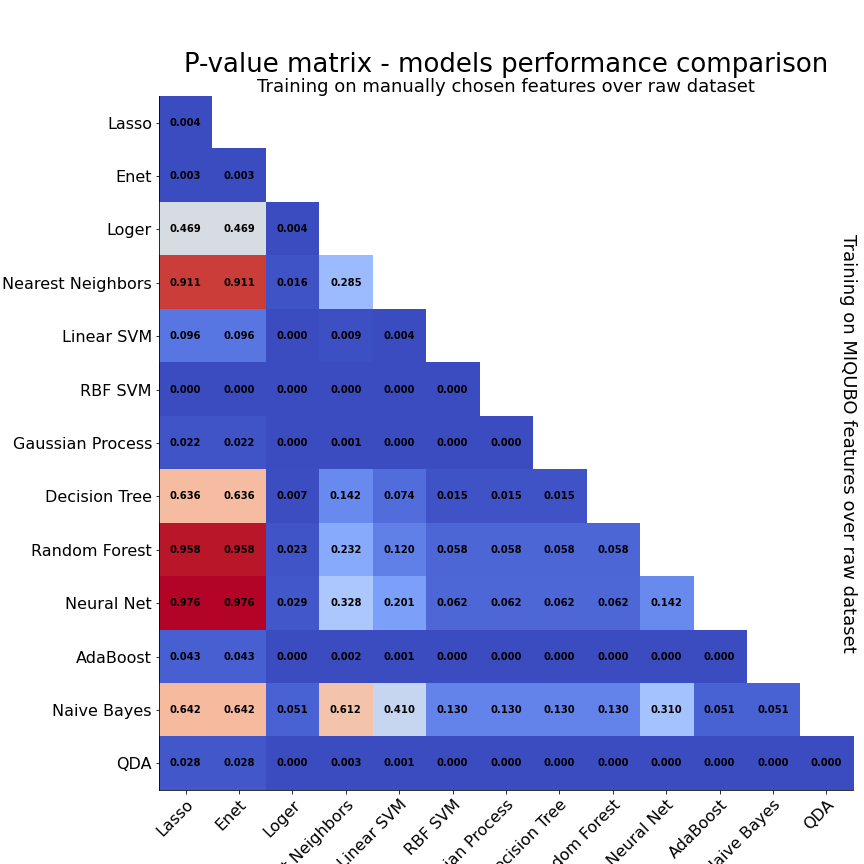 P-value matrix - models performance comparison
Training on manually chosen features over raw dataset
Lasso 0.004
Enet 0.003 0.003
Loger 0.469 0.469 0.004
Nearest Neighbors 0.911 0.911 0.016 0.285
Linear SVM 0.096 0.096 0.000 0.009 0.004
RBF SVM 0.000 0.000 0.000 0.000 0.000 0.000
Gaussian Process 0.022 0.022 0.000 0.001 0.000 0.000 0.000
Decision Tree 0.636 0.636 0.007 0.142 0.074 0.015 0.015 0.015
Random Forest 0.958 0.958 0.023 0.232 0.120 0.058 0.058 0.058 0.058
Neural Net 0.976 0.976 0.029 0.328 0.201 0.062 0.062 0.062 0.062 0.142
AdaBoost 0.043 0.043 0.000 0.002 0.001 0.000 0.000 0.000 0.000 0.000 0.000
Naive Bayes 0.642 0.642 0.051 0.612 0.410 0.130 0.130 0.130 0.130 0.310 0.051 0.051
QDA 0.028 0.028 0.000 0.003 0.001 0.000 0.000 0.000 0.000 0.000 0.000 0.000 0.000
Training on MIQUBO features over raw dataset
Lasso
Enet
Loger
t Neighbors
Linear SVM
RBF SVM
ian Process
ecision Tree
dom Forest
Neural Net
AdaBoost
Naive Bayes
QDA